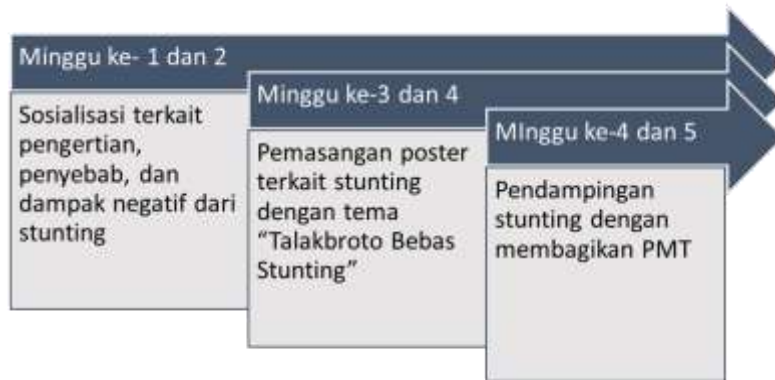 Minggu ke- 1 dan 2
Sosialisasi terkait
pengertian,
penyebab, dan
dampak negatif dari
stunting
Minggu ke-3 dan 4
Pemasangan poster
terkait stunting
dengan tema
“Talakbroto Bebas
Stunting”
MInggu ke-4 dan 5
Pendampingan
stunting dengan
membagikan PMT